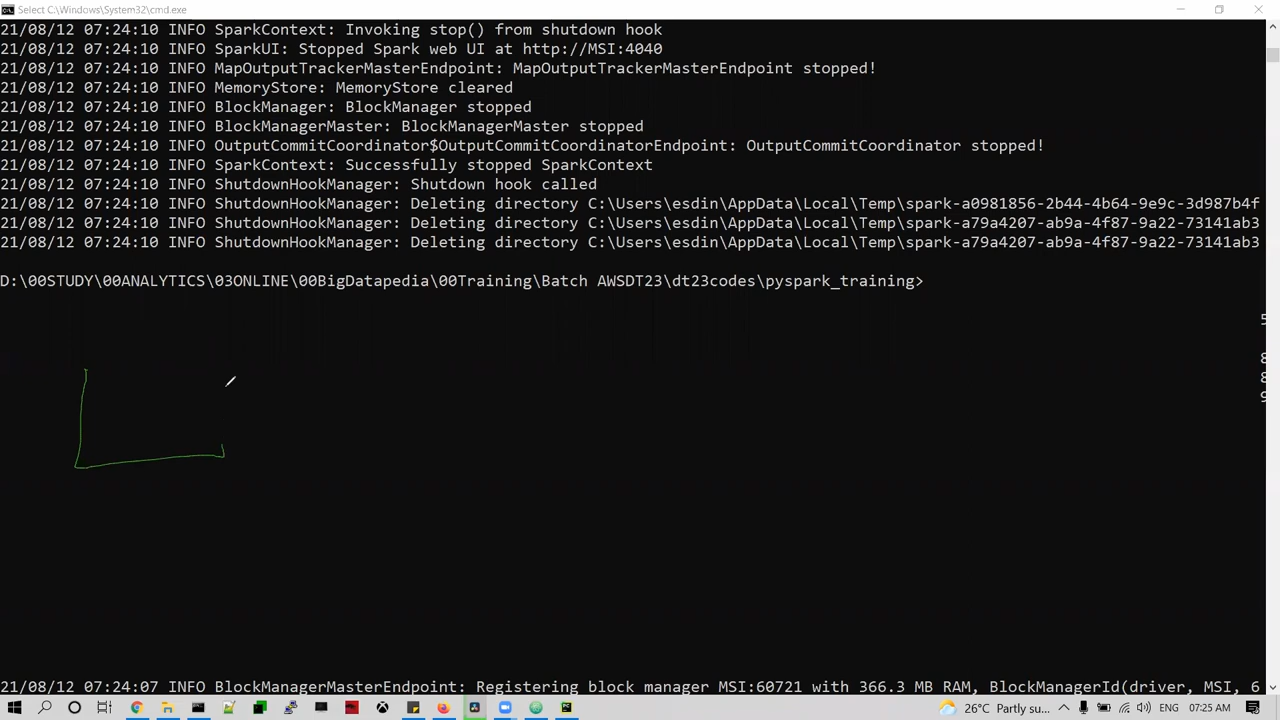 Select C:\Windows\System32\cmd.exe
21/08/12 07:24:10 INFO SparkContext: Invoking stop() from shutdown hook
21/08/12 07:24:10 INFO SparkUI: Stopped Spark web UI at http://MSI:4040
21/08/12 07:24:10 INFO MapOutputTrackerMasterEndpoint: MapOutputTrackerMasterEndpoint stopped!
21/08/12 07:24:10 INFO MemoryStore: MemoryStore cleared
21/08/12 07:24:10 INFO BlockManager: BlockManager stopped
21/08/12 07:24:10 INFO BlockManagerMaster: BlockManagerMaster stopped
21/08/12 07:24:10 INFO OutputCommitCoordinator$OutputCommitCoordinatorEndpoint: OutputCommitCoordinator stopped!
21/08/12 07:24:10 INFO SparkContext: Successfully stopped SparkContext
21/08/12 07:24:10 INFO ShutdownHookManager: Shutdown hook called
21/08/12 07:24:10 INFO ShutdownHookManager: Deleting directory C:\Users\esdin\AppData\Local\Temp\spark-a0981856-2b44-4b64-9e9c-3d987b4f
21/08/12 07:24:10 INFO ShutdownHookManager: Deleting directory C:\Users\esdin\AppData\Local\Temp\spark-a79a4207-ab9a-4f87-9a22-73141ab3
21/08/12 07:24:10 INFO ShutdownHookManager: Deleting directory C:\Users\esdin\AppData\Local\Temp\spark-a79a4207-ab9a-4f87-9a22-73141ab3
D:\00STUDY\00ANALYTICS\03ONLINE\00BigDatapedia\00Training\Batch AWSDT23\dt23codes\pyspark_training>
21/08/12 07:24:07 INFO BlockManagerMasterEndpoint: Registering block manager MSI:60721 with 366.3 MB RAM, BlockManagerId(driver, MSI, 6
26°C Partly su... ENG 07:25 AM